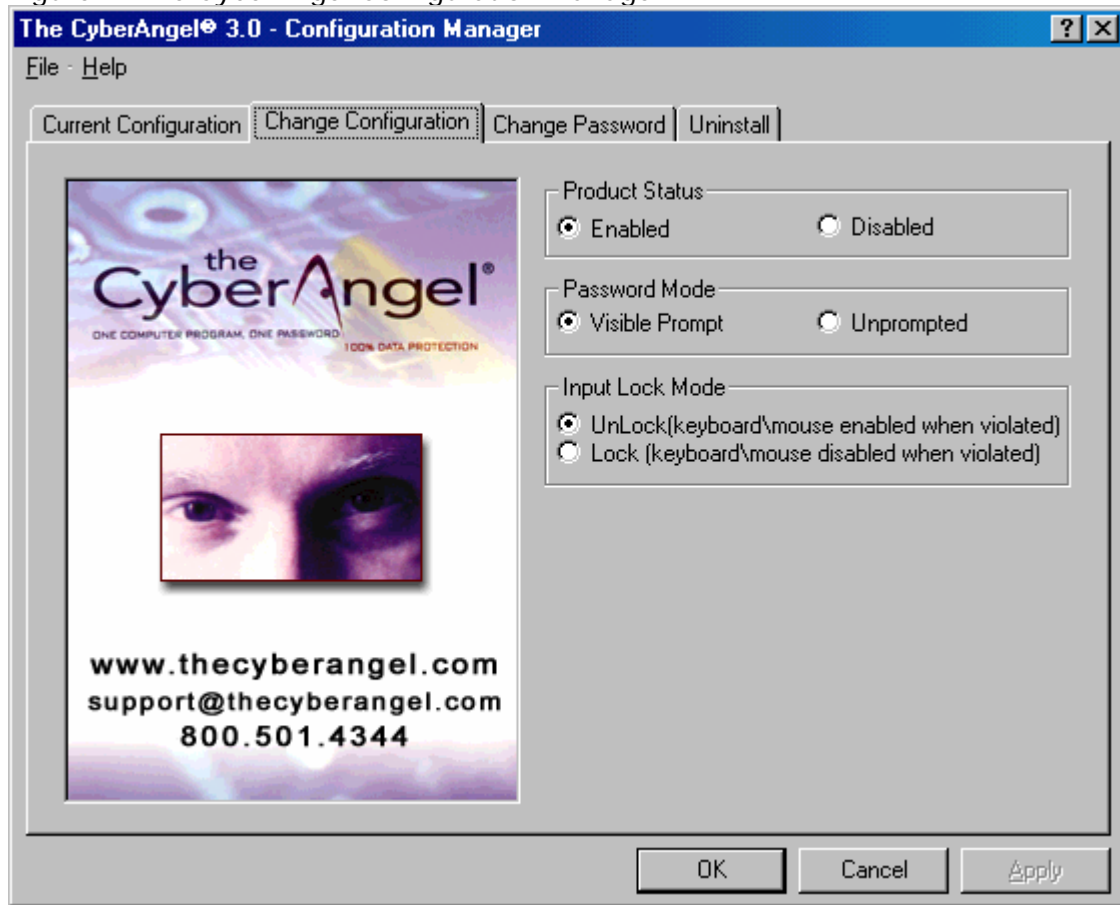 The CyberAngel® 3.0 - Configuration Manager
File - Help
Current Configuration Change Configuration Change Password Uninstall
the
CyberAngel®
ONE COMPUTER PROGRAM, ONE PASSWORD
100% DATA PROTECTION
www.thecyberangel.com
support@thecyberangel.com
800.501.4344
Product Status
Enabled Disabled
Password Mode
Visible Prompt Unprompted
Input Lock Mode
UnLock(keyboard\mouse enabled when violated)
Lock (keyboard\mouse disabled when violated)
OK Cancel Apply